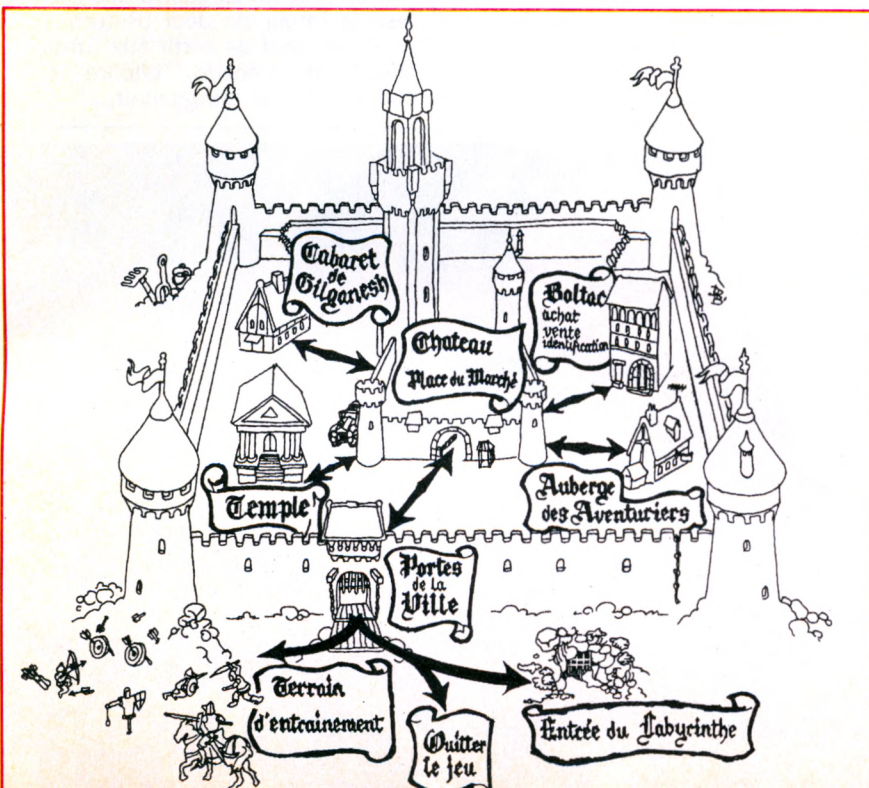 Cabaret
de
Gilganesh
Boltac
achat
vente
identification
Chateau
Place du Marché
Temple
Auberge
des Aventuriers
Portes
de la
Ville
Terrain
d'entrainement
Quitter
le jeu
Entrée du Labyrinthe